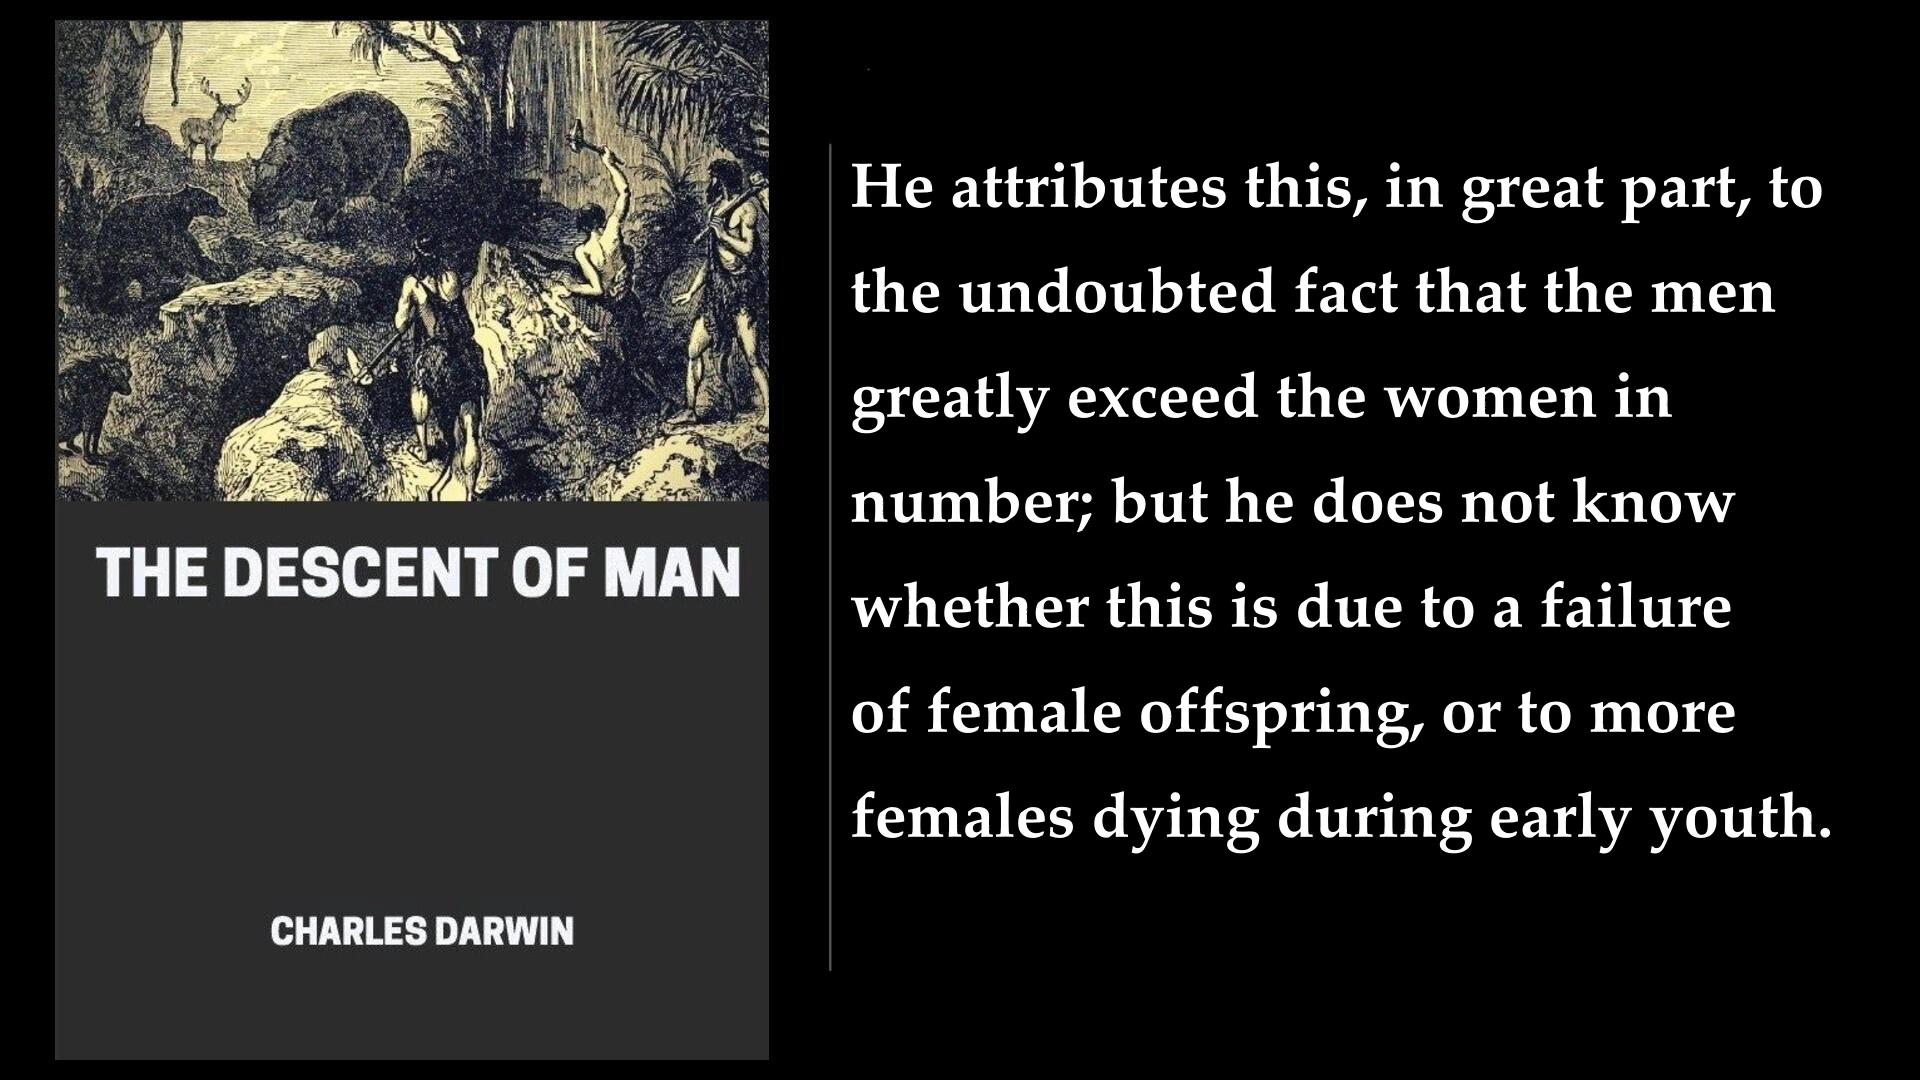 THE DESCENT OF MAN
CHARLES DARWIN
He attributes this, in great part, to
the undoubted fact that the men
greatly exceed the women in
number; but he does not know
whether this is due to a failure
of female offspring, or to more
females dying during early youth.